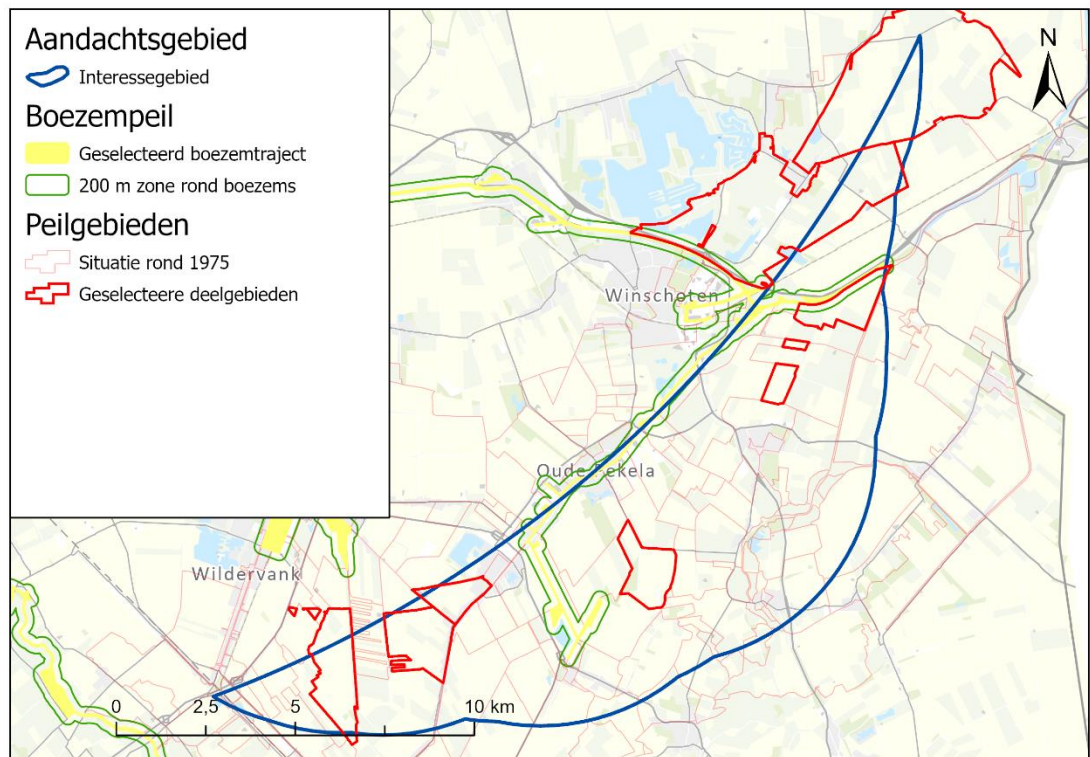 Aandachtsgebied
Interessegebied
Boezempeil
Geselecteerd boezemtraject
200 m zone rond boezems
Peilgebieden
Situatie rond 1975
Geselecteere deelgebieden
N
Winschoten
Oude Pekela
Wildervank
0 2,5 5 10 km